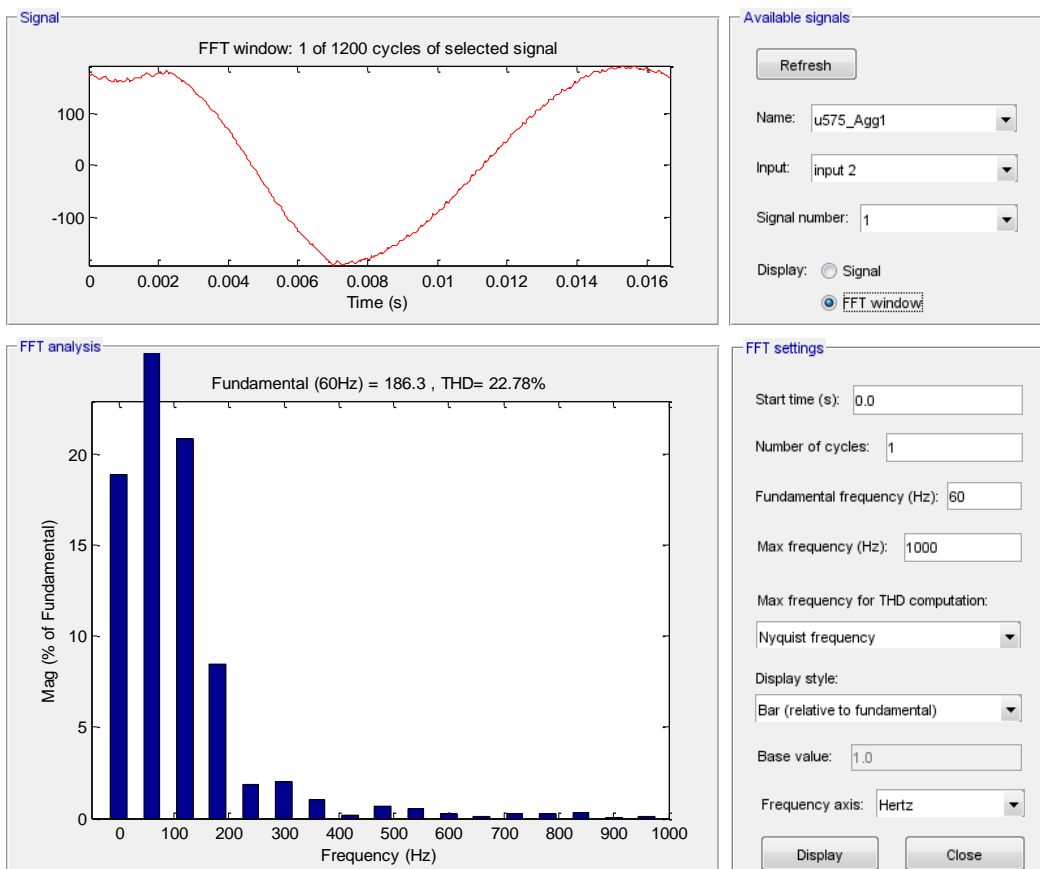 Signal
FFT window: 1 of 1200 cycles of selected signal
100
0
-100
0 0.002 0.004 0.006 0.008 0.01 0.012 0.014 0.016
Time (s)
Available signals
Refresh
Name: u575_Agg1
Input: input 2
Signal number: 1
Display: Signal
FFT window
FFT analysis
Fundamental (60Hz) = 186.3 , THD= 22.78%
Mag (% of Fundamental)
20
15
10
5
0
0 100 200 300 400 500 600 700 800 900 1000
Frequency (Hz)
FFT settings
Start time (s): 0.0
Number of cycles: 1
Fundamental frequency (Hz): 60
Max frequency (Hz): 1000
Max frequency for THD computation:
Nyquist frequency
Display style:
Bar (relative to fundamental)
Base value: 1.0
Frequency axis: Hertz
Display Close